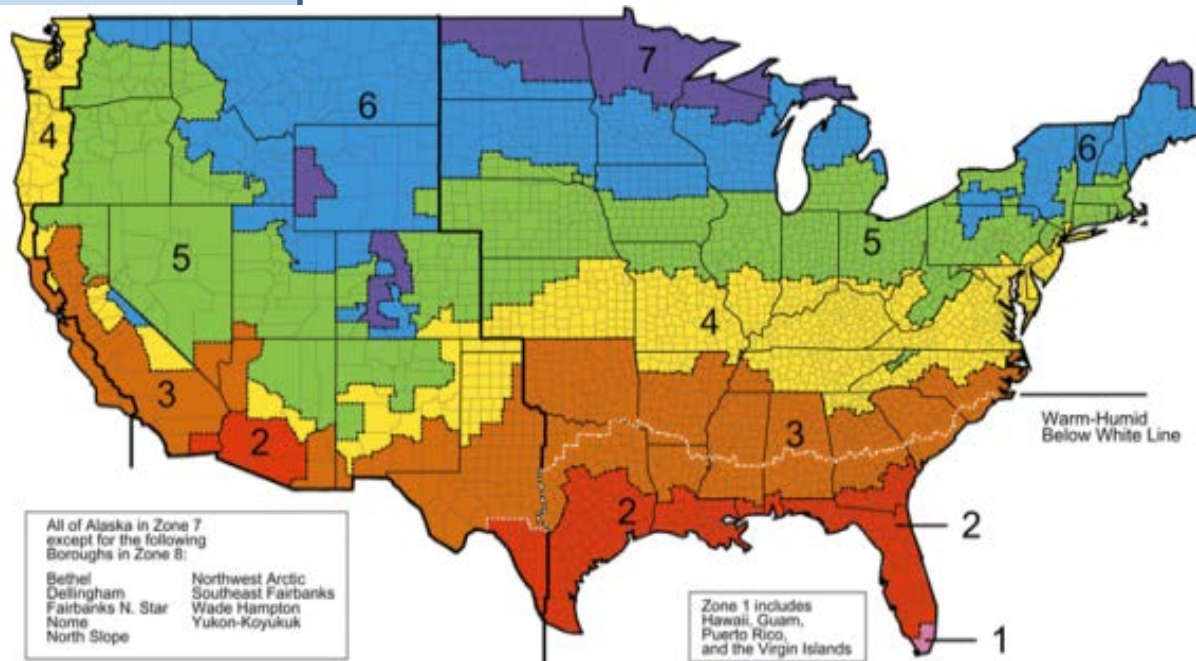 7
4
6
6
5
5
4
3
3
Warm-Humid
Below White Line
2
2
2
1
All of Alaska in Zone 7
except for the following
Boroughs in Zone 8:
Bethel Northwest Arctic
Dellingham Southeast Fairbanks
Fairbanks N. Star Wade Hampton
Nome Yukon-Koyukuk
North Slope
Zone 1 includes
Hawaii, Guam,
Puerto Rico,
and the Virgin Islands